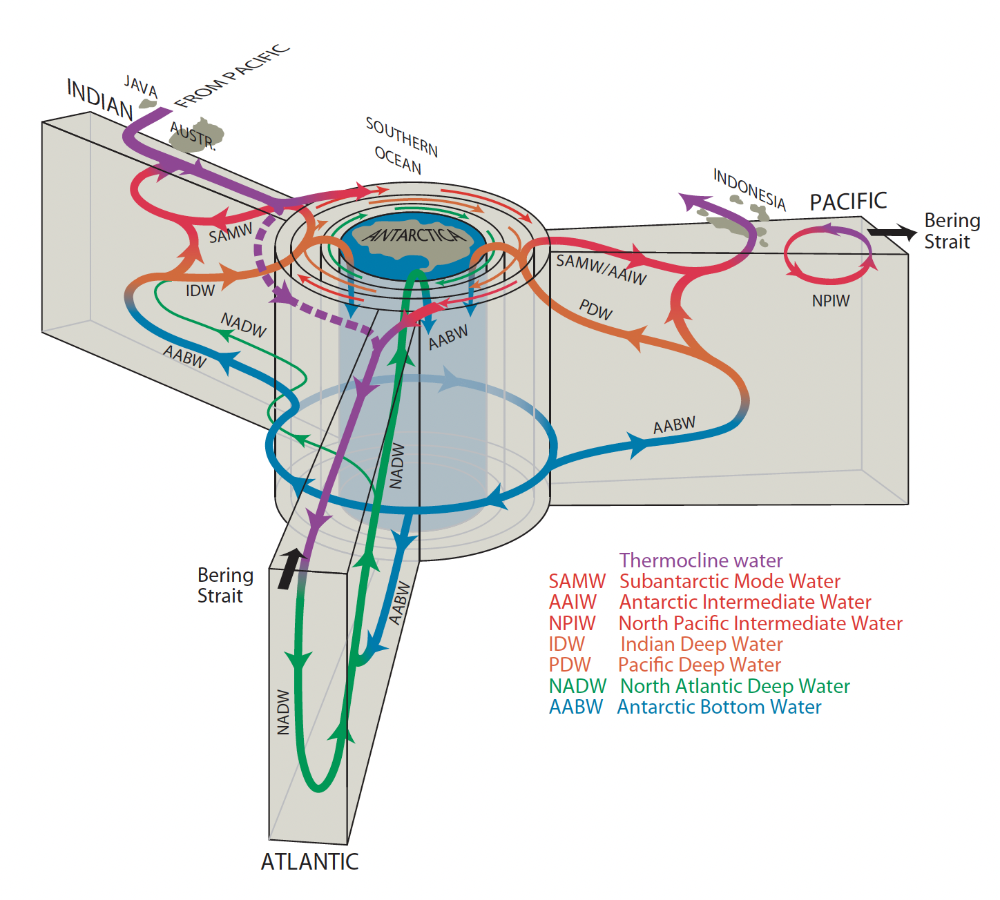 FROM PACIFIC
JAVA
INDIAN
AUSTR.
SOUTHERN
OCEAN
INDONESIA
PACIFIC
Bering
Strait
ANTARCTICA
SAMW
SAMW/AAIW
IDW
NPIW
PDW
NADW
AABW
AABW
AABW
NADW
Bering
Strait
AABW
NADW
ATLANTIC
Thermocline water
SAMW Subantarctic Mode Water
AAIW Antarctic Intermediate Water
NPIW North Pacific Intermediate Water
IDW Indian Deep Water
PDW Pacific Deep Water
NADW North Atlantic Deep Water
AABW Antarctic Bottom Water